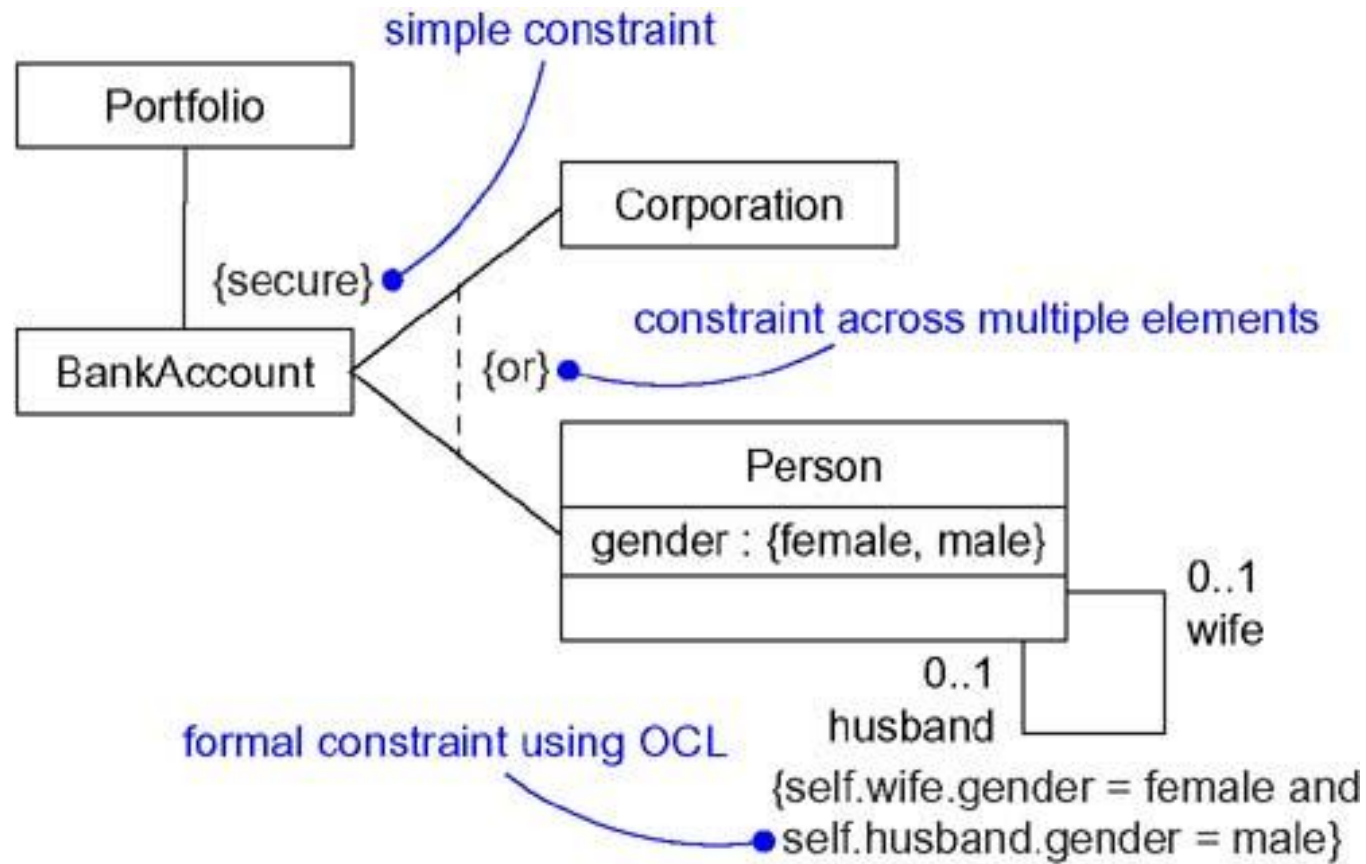 simple constraint
Portfolio
Corporation
{secure}
constraint across multiple elements
BankAccount
{or}
Person
gender : {female, male}
0..1
wife
0..1
husband
formal constraint using OCL
{self.wife.gender = female and
self.husband.gender = male}